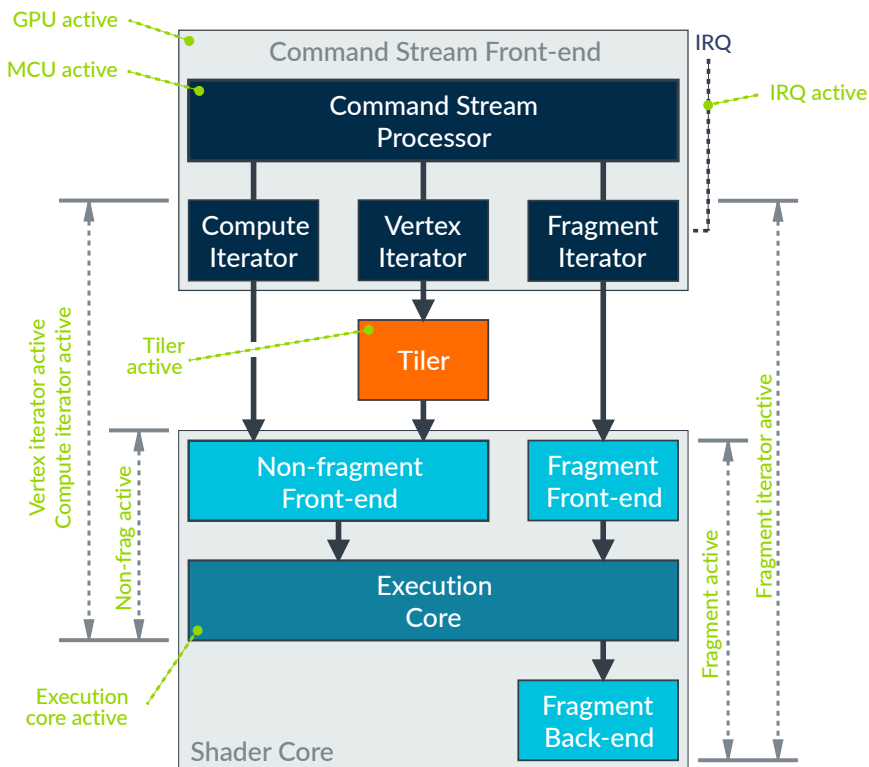 GPU active
Command Stream Front-end
IRQ
MCU active
IRQ active
Command Stream
Processor
Compute
Iterator
Vertex
Iterator
Fragment
Iterator
Tiler
active
Tiler
Vertex iterator active
Compute iterator active
Non-frag active
Fragment active
Fragment iterator active
Non-fragment
Front-end
Fragment
Front-end
Execution
Core
Execution
core active
Fragment
Back-end
Shader Core